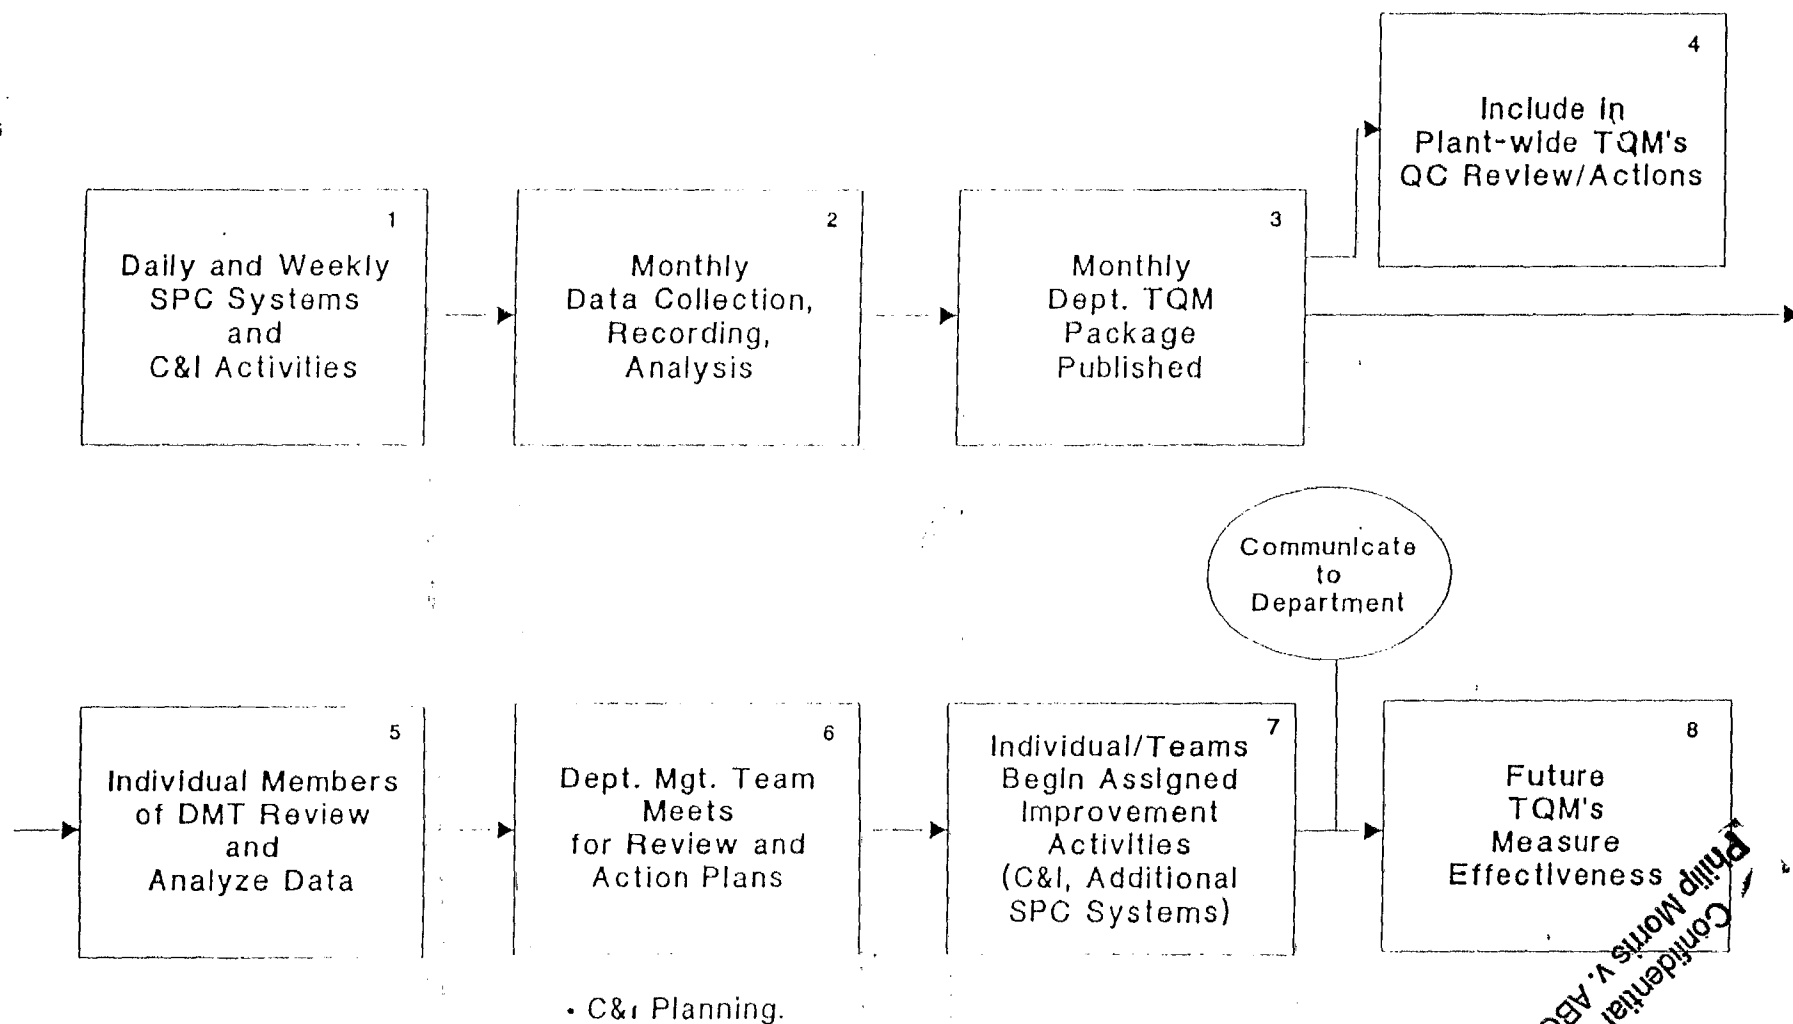 1
Daily and Weekly
SPC Systems
and
C&I Activities
2
Monthly
Data Collection,
Recording,
Analysis
3
Monthly
Dept. TQM
Package
Published
4
Include in
Plant-wide TQM's
QC Review/Actions
Communicate
to
Department
5
Individual Members
of DMT Review
and
Analyze Data
6
Dept. Mgt. Team
Meets
for Review and
Action Plans
7
Individual/Teams
Begin Assigned
Improvement
Activities
(C&I, Additional
SPC Systems)
8
Future
TQM's
Measure
Effectiveness
• C&I Planning.
Confidential
Philip Morris v. ABC